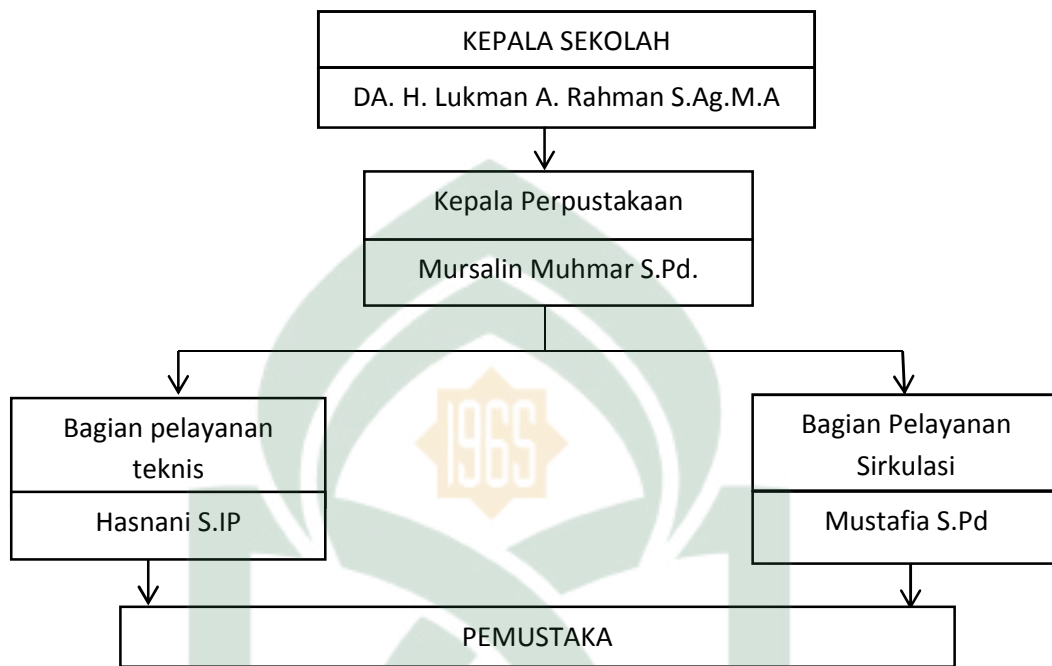 KEPALA SEKOLAH
DA. H. Lukman A. Rahman S.Ag.M.A
Kepala Perpustakaan
Mursalin Muhmar S.Pd.
Bagian pelayanan
teknis
Hasnani S.IP
1965
Bagian Pelayanan
Sirkulasi
Mustafia S.Pd
PEMUSTAKA